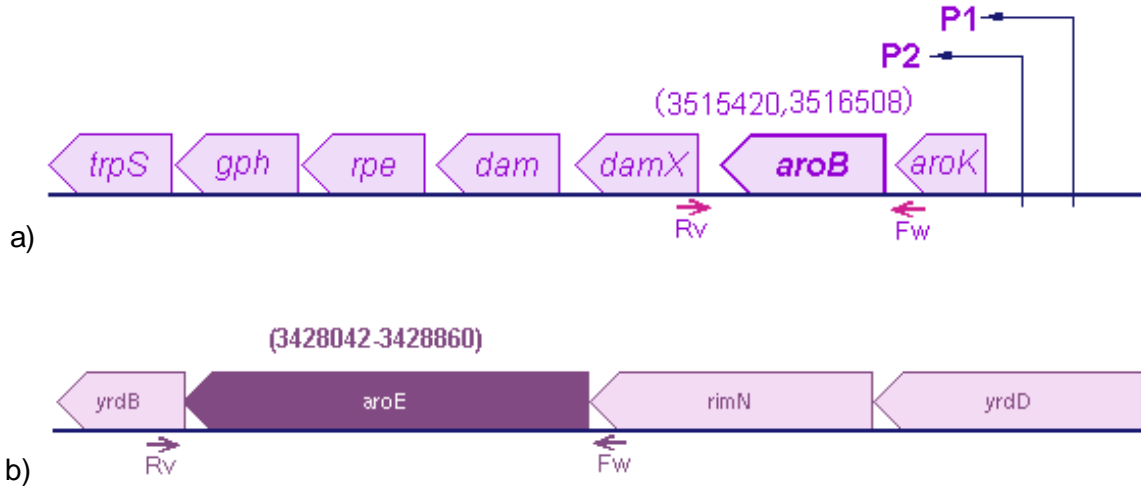 P1
P2
(3515420,3516508)
trpS gph rpe dam damX aroB aroK
Rv Fw
a)
(3428042-3428860)
yrdB aroE rimN yrdD
Rv Fw
b)